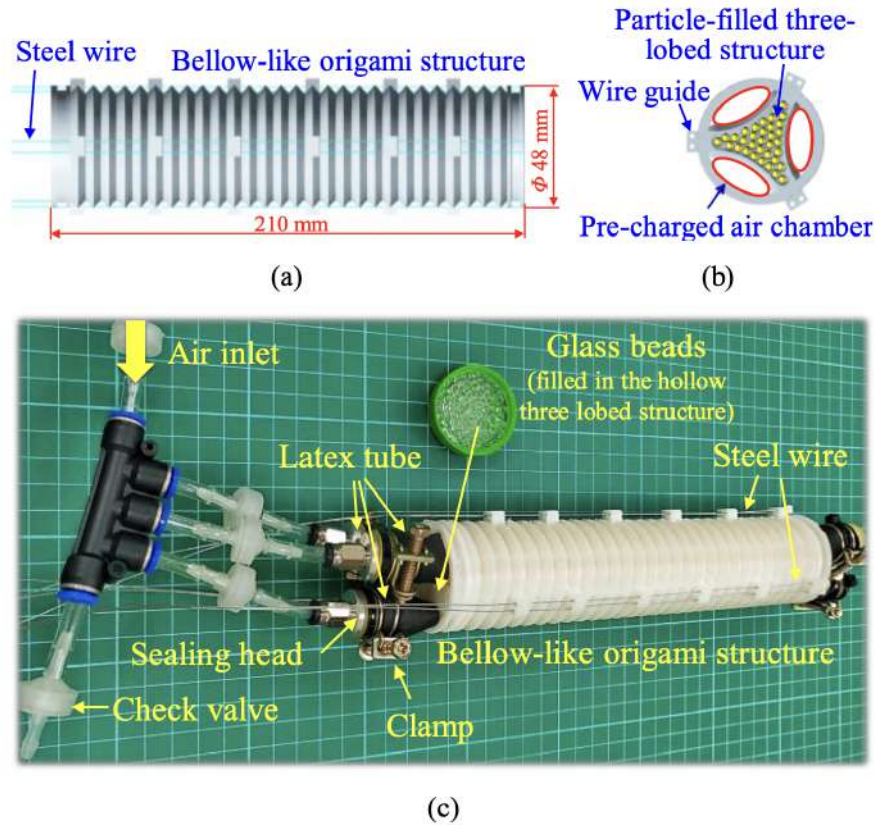 Steel wire
Bellow-like origami structure
Φ 48 mm
210 mm
(a)
Particle-filled three-
lobed structure
Wire guide
Pre-charged air chamber
(b)
Air inlet
Glass beads
(filled in the hollow
three lobed structure)
Latex tube
Steel wire
Sealing head
Bellow-like origami structure
Check valve
Clamp
(c)